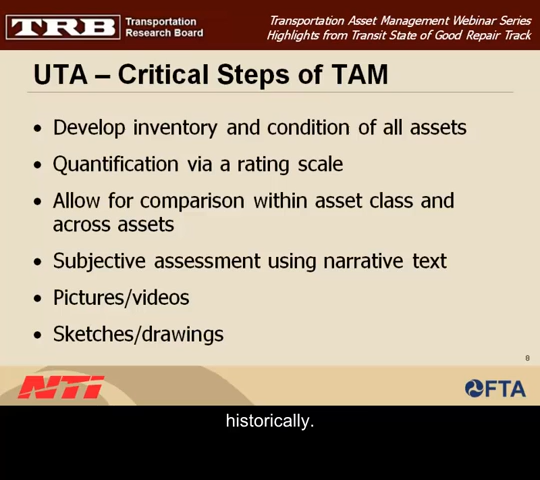 TRB
Transportation
Research Board
Transportation Asset Management Webinar Series
Highlights from Transit State of Good Repair Track
UTA – Critical Steps of TAM
• Develop inventory and condition of all assets
• Quantification via a rating scale
• Allow for comparison within asset class and
across assets
• Subjective assessment using narrative text
• Pictures/videos
• Sketches/drawings
8
NTI
FTA
historically.